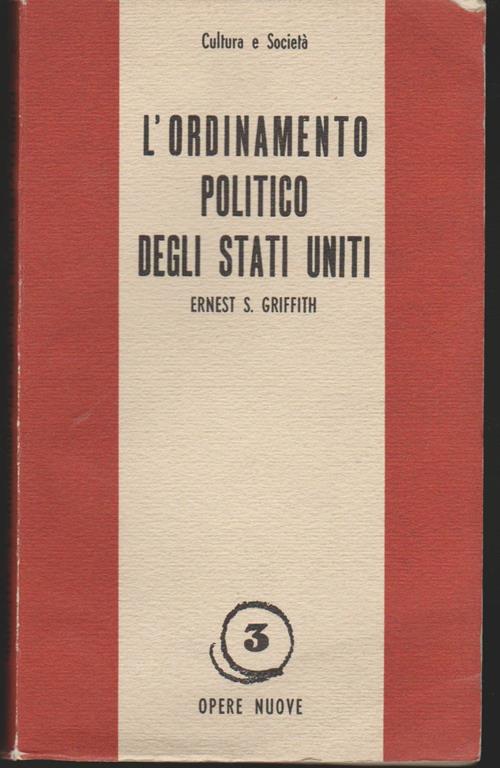 Cultura e Società
L'ORDINAMENTO
POLITICO
DEGLI STATI UNITI
ERNEST S. GRIFFITH
3
OPERE NUOVE